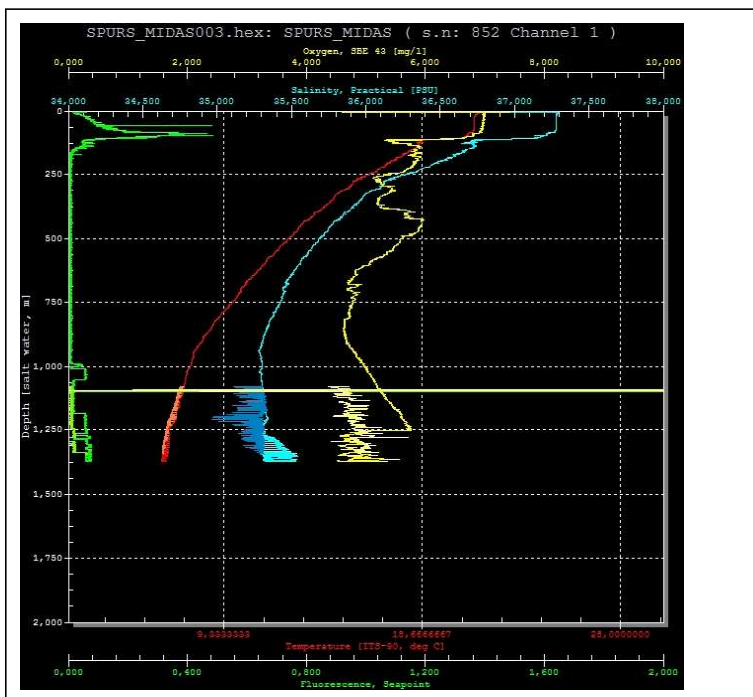 SPURS_MIDAS003.hex: SPURS_MIDAS ( s.n: 852 Channel 1 )
Oxygen, SBE 43 [mg/l]
0,000 2,000 4,000 6,000 8,000 10,000
Salinity, Practical [PSU]
34,000 34,500 35,000 35,500 36,000 36,500 37,000 37,500 38,000
0
250
500
750
1,000
1,250
1,500
1,750
2,000
Depth [salt water, m]
9,3333333 18,6666667 28,0000000
Temperature [ITS-90, deg C]
0,000 0,400 0,800 1,200 1,600 2,000
Fluorescence, Seapoint